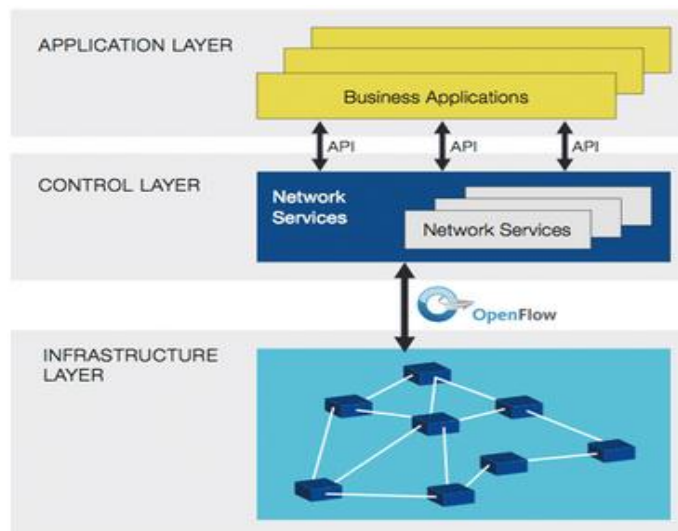 APPLICATION LAYER
Business Applications
API
API
API
CONTROL LAYER
Network
Services
Network Services
OpenFlow
INFRASTRUCTURE
LAYER